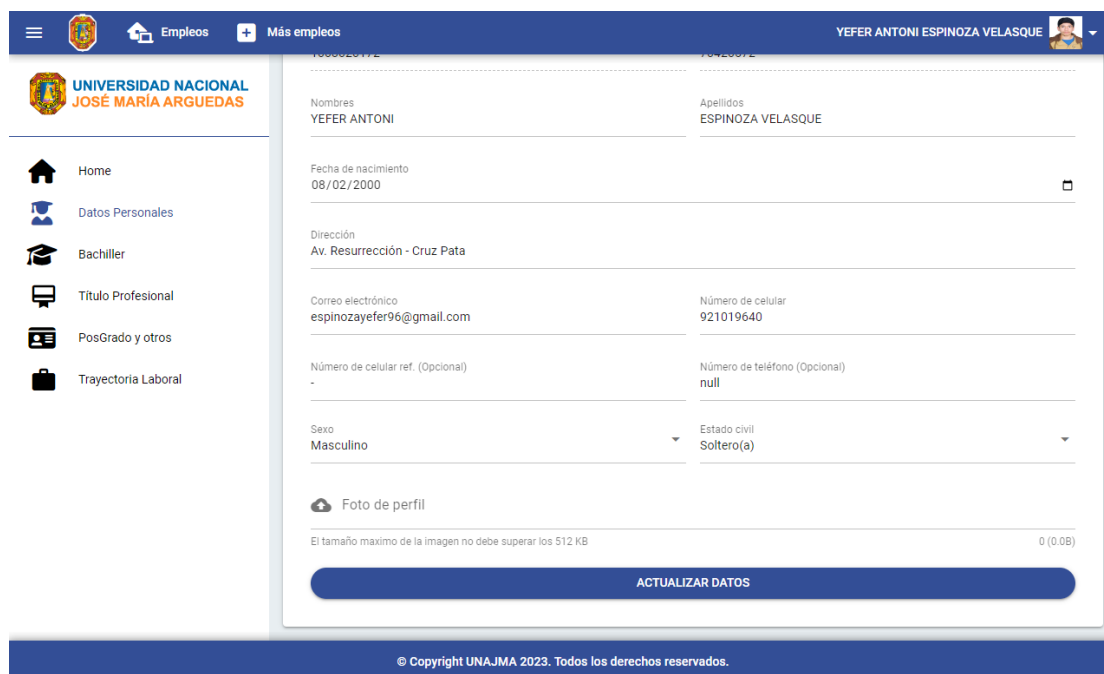 Empleos
Más empleos
YEFER ANTONI ESPINOZA VELASQUE
UNIVERSIDAD NACIONAL
JOSÉ MARÍA ARGUEDAS
Home
Datos Personales
Bachiller
Título Profesional
PosGrado y otros
Trayectoria Laboral
Nombres
YEFER ANTONI
Apellidos
ESPINOZA VELASQUE
Fecha de nacimiento
08/02/2000
Dirección
Av. Resurrección - Cruz Pata
Correo electrónico
espinozayefer96@gmail.com
Número de celular
921019640
Número de celular ref. (Opcional)
-
Número de teléfono (Opcional)
null
Sexo
Masculino
Estado civil
Soltero(a)
Foto de perfil
El tamaño maximo de la imagen no debe superar los 512 KB
0 (0.0B)
ACTUALIZAR DATOS
© Copyright UNAJMA 2023. Todos los derechos reservados.